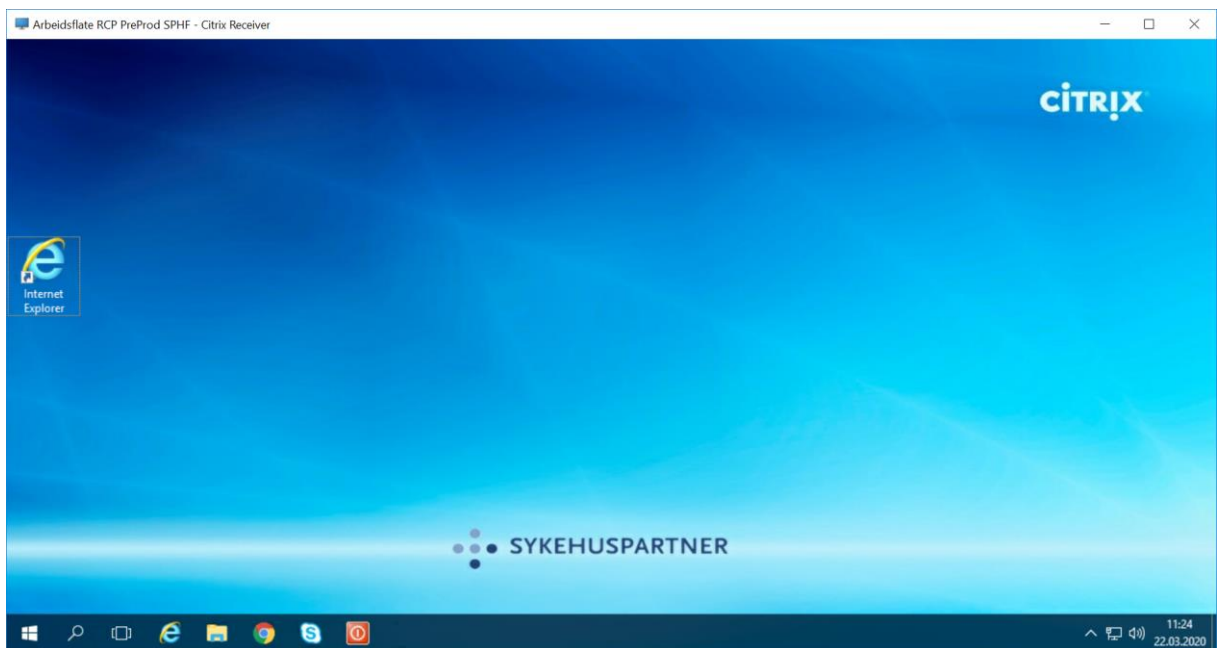 Arbeidsflate RCP PreProd SPHF - Citrix Receiver
CITRIX
Internet
Explorer
SYKEHUSPARTNER
11:24
22.03.2020